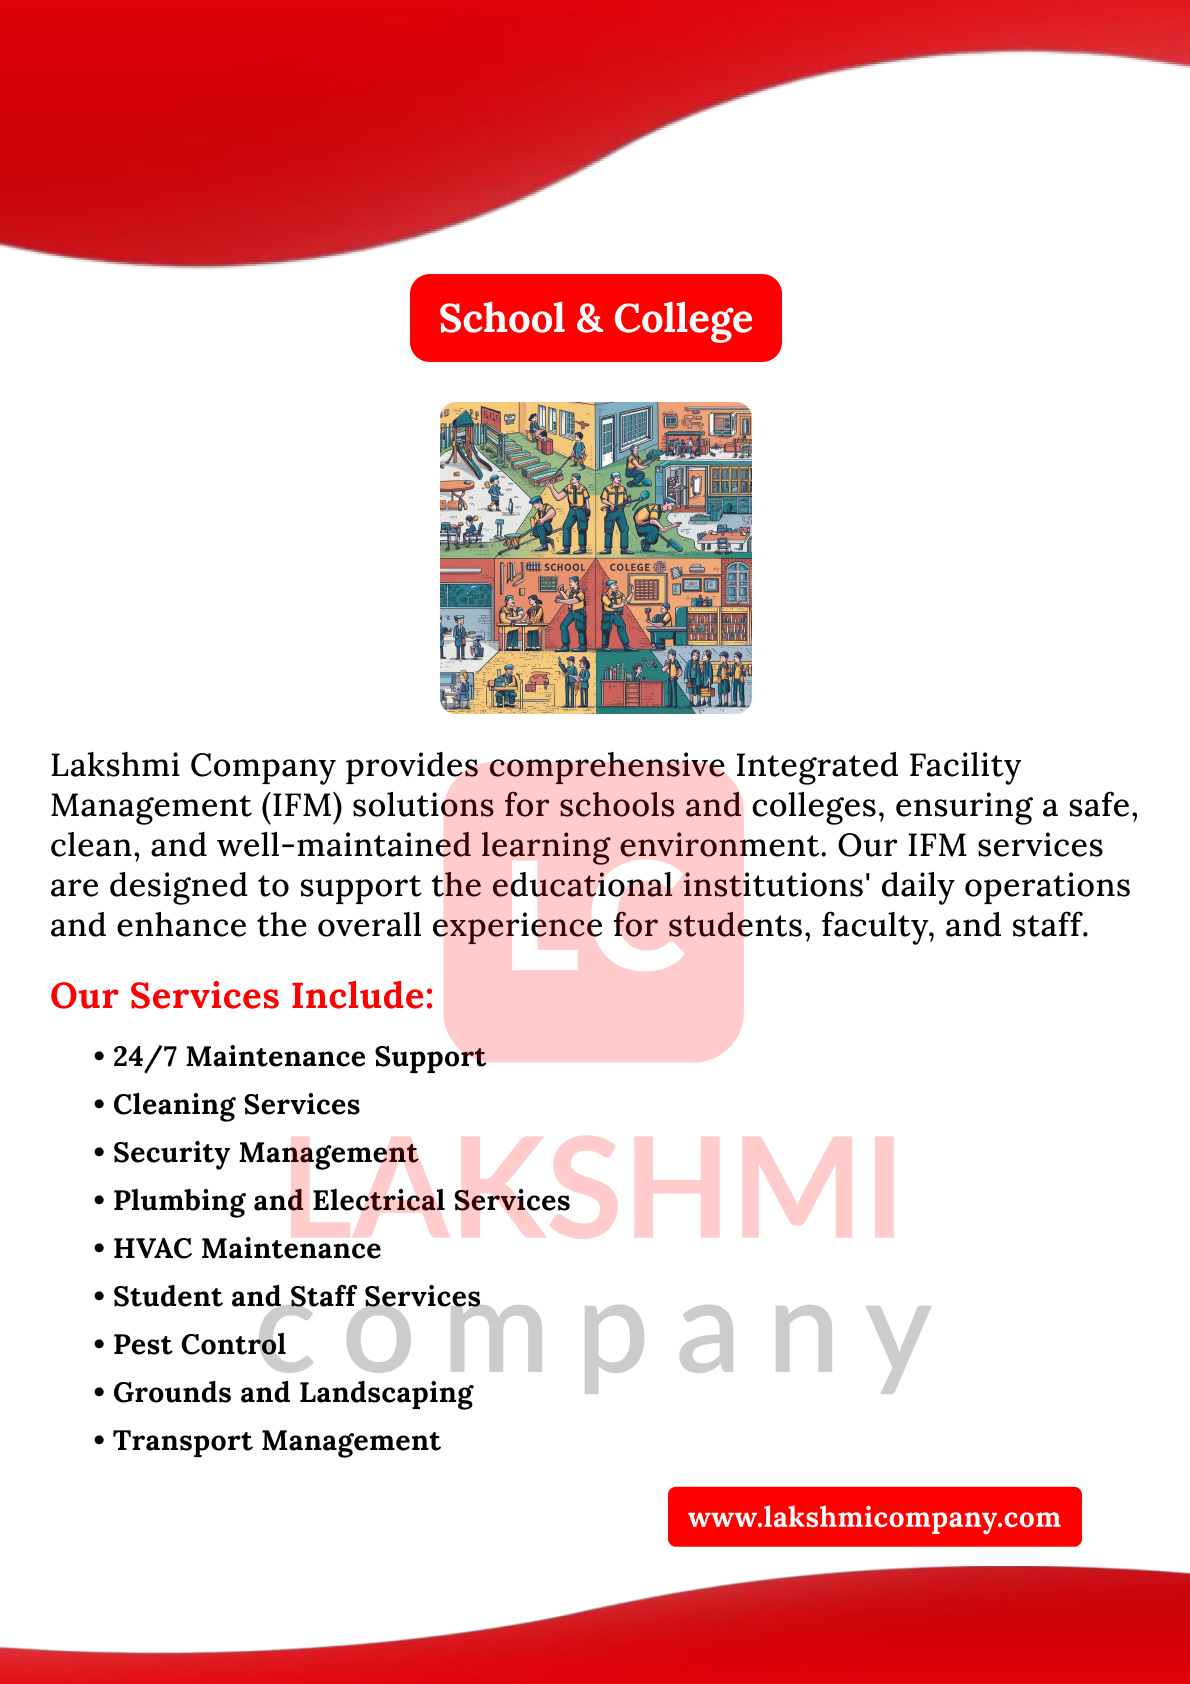 School & College
SCHOOL COLEGE
Lakshmi Company provides comprehensive Integrated Facility
Management (IFM) solutions for schools and colleges, ensuring a safe,
clean, and well-maintained learning environment. Our IFM services
are designed to support the educational institutions' daily operations
and enhance the overall experience for students, faculty, and staff.
LC
Our Services Include:
• 24/7 Maintenance Support
• Cleaning Services
• Security Management
• Plumbing and Electrical Services
• HVAC Maintenance
• Student and Staff Services
• Pest Control
• Grounds and Landscaping
• Transport Management
LAKSHMI
company
www.lakshmicompany.com